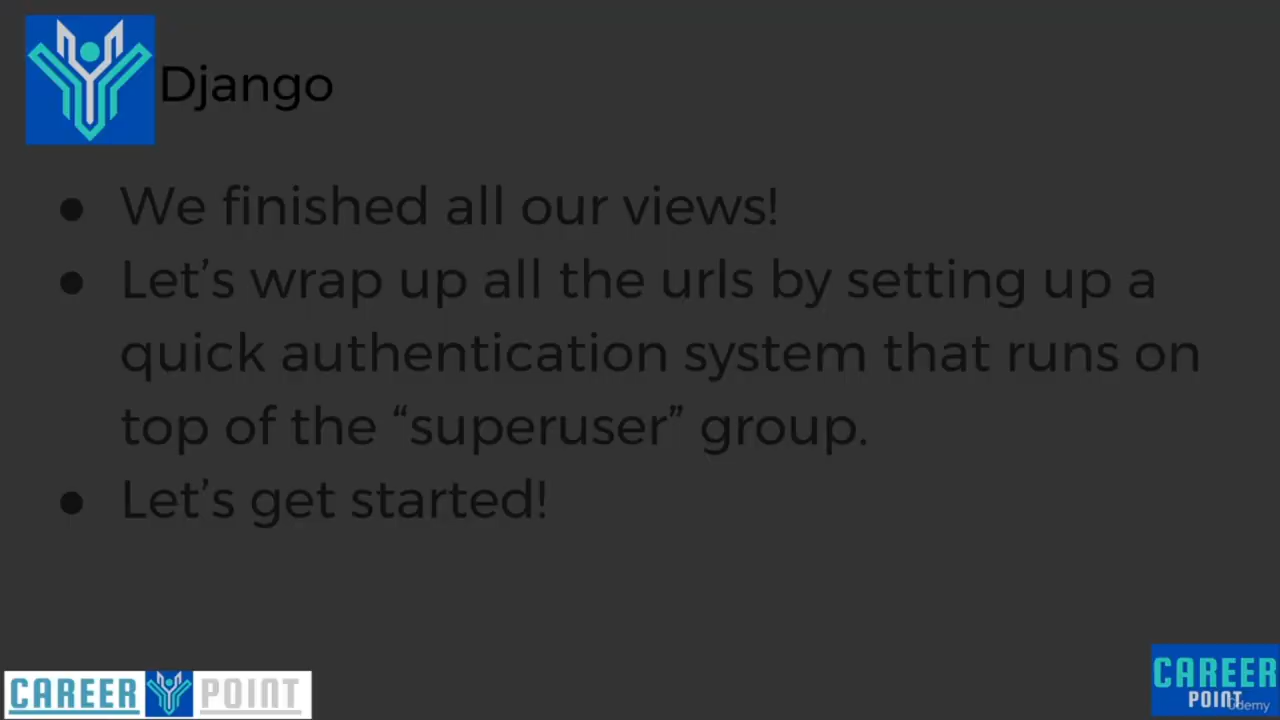 Django
● We finished all our views!
● Let’s wrap up all the urls by setting up a
quick authentication system that runs on
top of the “superuser” group.
● Let’s get started!
CAREER POINT
CAREER
POINT
Udemy